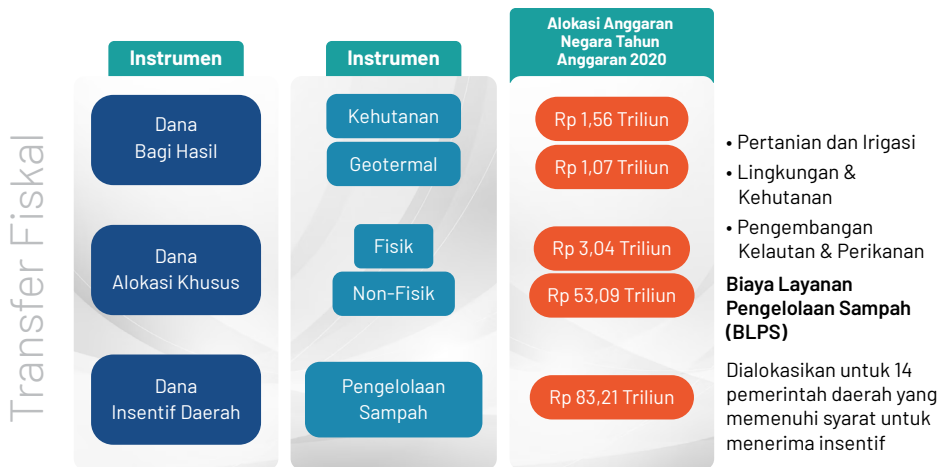 Transfer Fiskal
Instrumen
Dana
Bagi Hasil
Dana
Alokasi Khusus
Dana
Insentif Daerah
Instrumen
Kehutanan
Geotermal
Fisik
Non-Fisik
Pengelolaan
Sampah
Alokasi Anggaran
Negara Tahun
Anggaran 2020
Rp 1,56 Triliun
Rp 1,07 Triliun
Rp 3,04 Triliun
Rp 53,09 Triliun
Rp 83,21 Triliun
• Pertanian dan Irigasi
• Lingkungan &
Kehutanan
• Pengembangan
Kelautan & Perikanan
Biaya Layanan
Pengelolaan Sampah
(BLPS)
Dialokasikan untuk 14
pemerintah daerah yang
memenuhi syarat untuk
menerima insentif